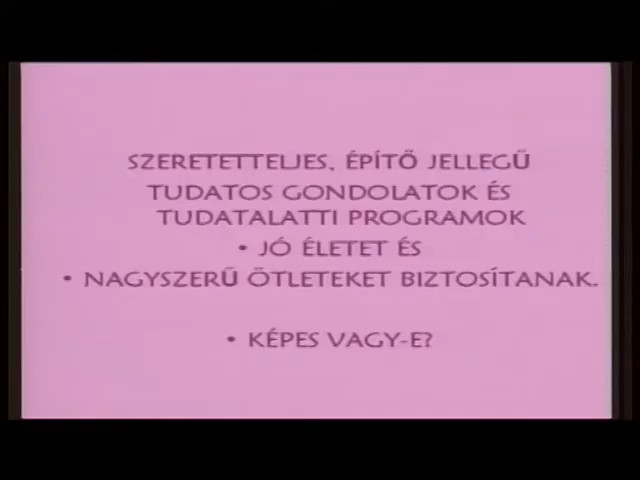 SZERETETTELJES, ÉPÍTŐ JELLEGŰ
TUDATOS GONDOLATOK ÉS
TUDATALATTI PROGRAMOK
• JÓ ÉLETET ÉS
• NAGYSZERŰ ÖTLETEKET BIZTOSÍTANAK.
• KÉPES VAGY-E?